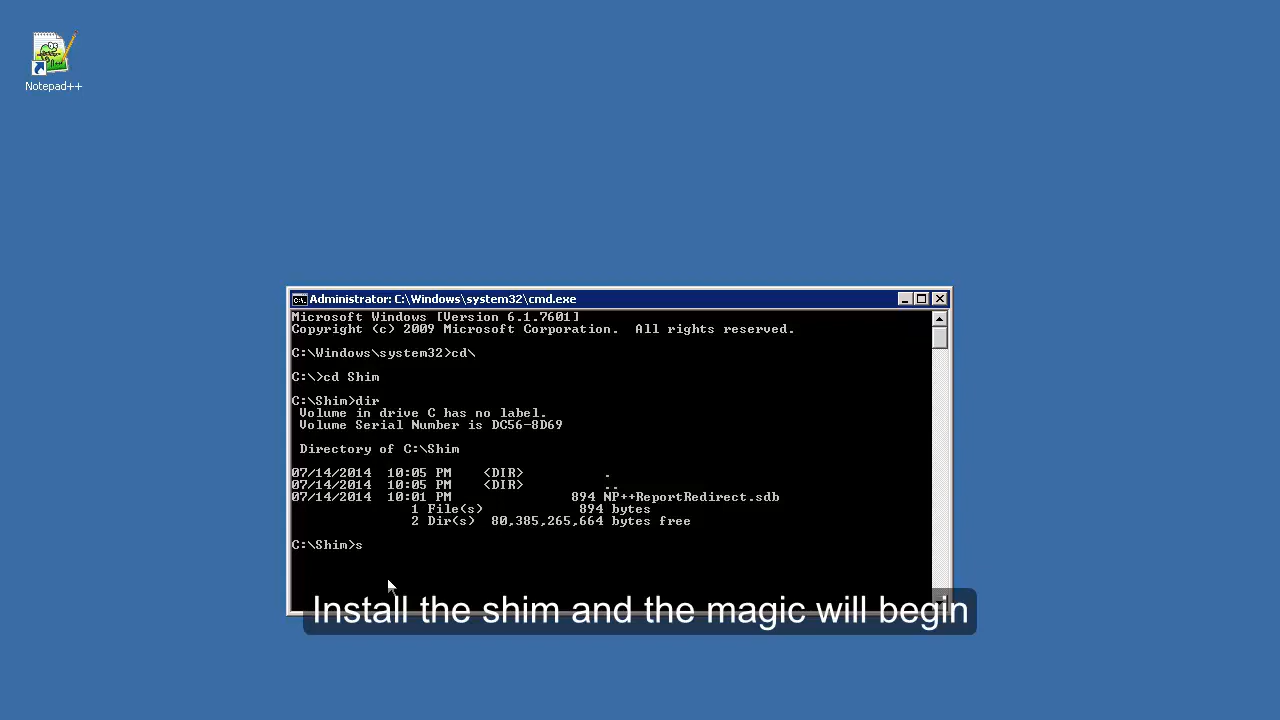 Notepad++
Administrator: C:\Windows\system32\cmd.exe
Microsoft Windows [Version 6.1.7601]
Copyright (c) 2009 Microsoft Corporation.  All rights reserved.
C:\Windows\system32>cd\
C:\>cd Shim
C:\Shim>dir
Volume in drive C has no label.
Volume Serial Number is DC56-8D69
Directory of C:\Shim
07/14/2014  10:05 PM    <DIR>          .
07/14/2014  10:05 PM    <DIR>          ..
07/14/2014  10:01 PM               894 NP++ReportRedirect.sdb
1 File(s)            894 bytes
2 Dir(s)  80,385,265,664 bytes free
C:\Shim>s
Install the shim and the magic will begin